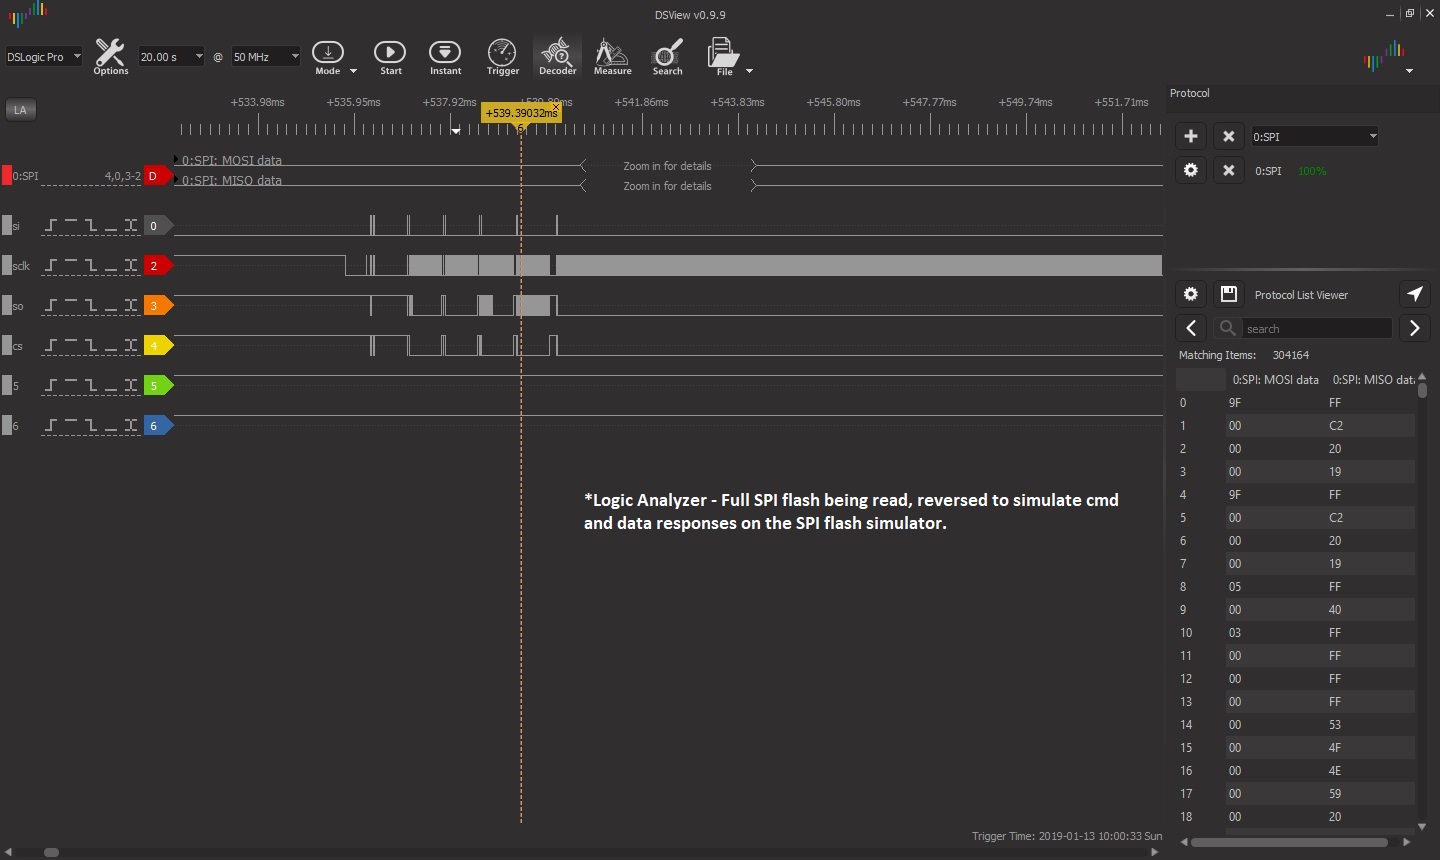 DSView v0.9.9
DSLogic Pro
Options
20.00 s
@
50 MHz
Mode
Start
Instant
Trigger
Decoder
Measure
Search
File
LA
+533.98ms
+535.95ms
+537.92ms
+539.39032ms
+541.86ms
+543.83ms
+545.80ms
+547.77ms
+549.74ms
+551.71ms
6
0:SPI
4,0,3-2
D
0:SPI: MOSI data
0:SPI: MISO data
Zoom in for details
Zoom in for details
si
0
sclk
2
so
3
cs
4
5
5
6
6
*Logic Analyzer - Full SPI flash being read, reversed to simulate cmd
and data responses on the SPI flash simulator.
Trigger Time: 2019-01-13 10:00:33 Sun
Protocol
0:SPI
0:SPI 100%
Protocol List Viewer
search
Matching Items: 304164
0:SPI: MOSI data 0:SPI: MISO data
0 9F FF
1 00 C2
2 00 20
3 00 19
4 9F FF
5 00 C2
6 00 20
7 00 19
8 05 FF
9 00 40
10 03 FF
11 00 FF
12 00 FF
13 00 FF
14 00 53
15 00 4F
16 00 4E
17 00 59
18 00 20